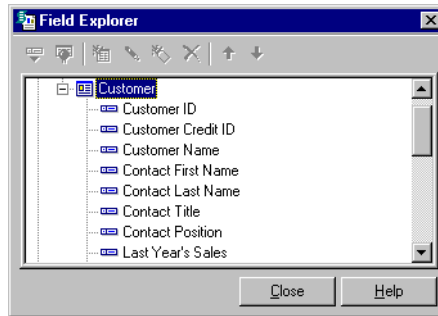 Field Explorer
Customer
Customer ID
Customer Credit ID
Customer Name
Contact First Name
Contact Last Name
Contact Title
Contact Position
Last Year's Sales
Close
Help